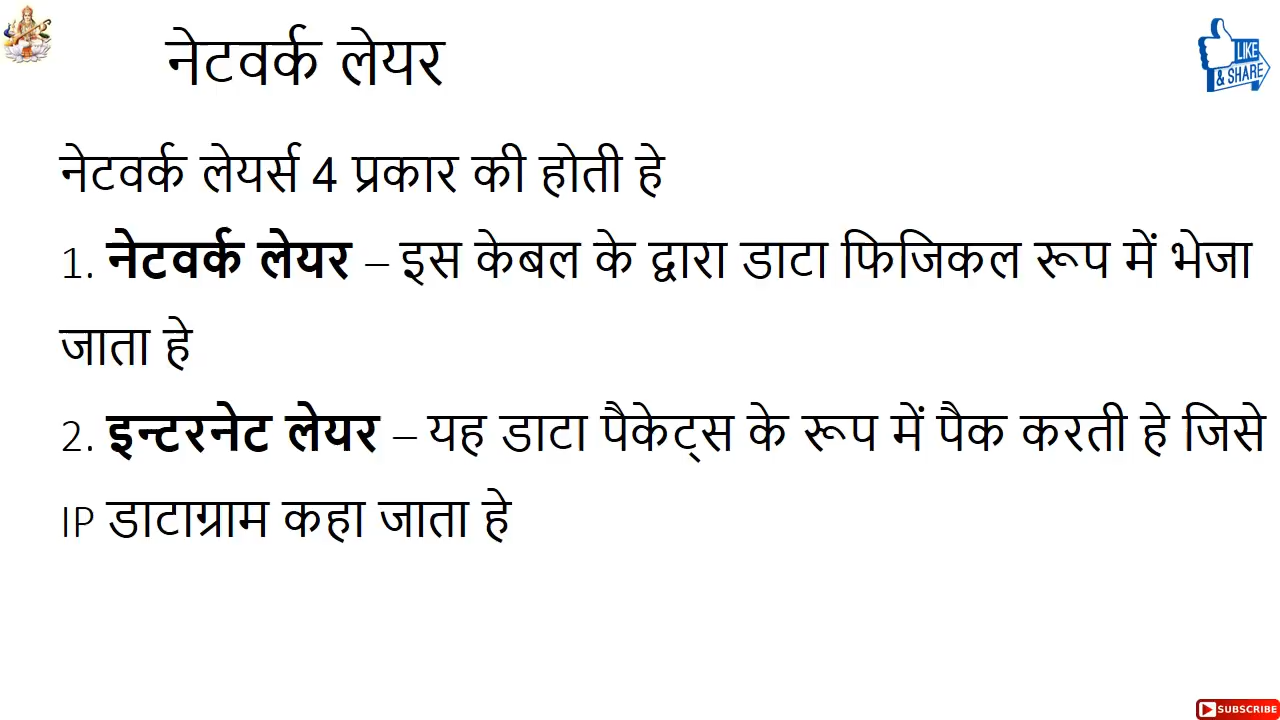 नेटवर्क लेयर
LIKE
& SHARE
नेटवर्क लेयर्स 4 प्रकार की होती हे
1. नेटवर्क लेयर – इस केबल के द्वारा डाटा फिजिकल रूप में भेजा
जाता हे
2. इन्टरनेट लेयर – यह डाटा पैकेट्स के रूप में पैक करती हे जिसे
IP डाटाग्राम कहा जाता हे
SUBSCRIBE